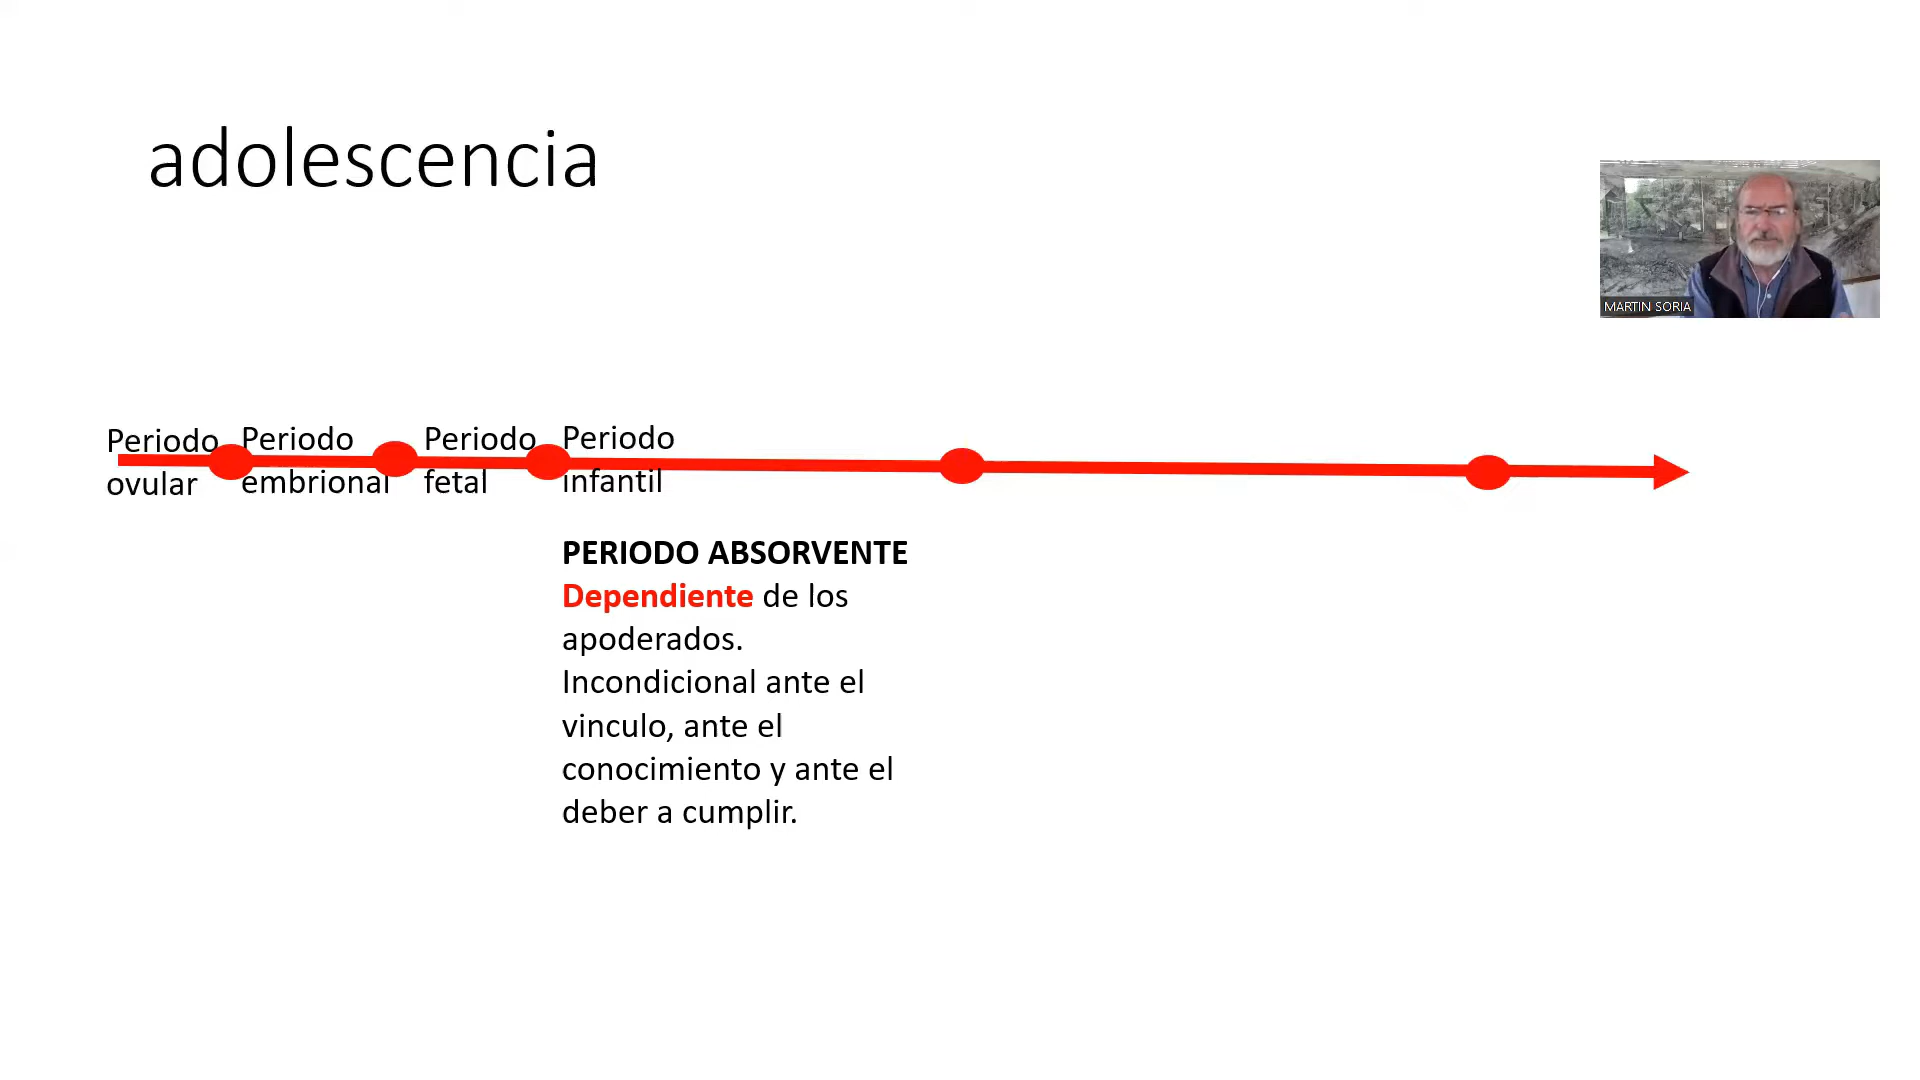 adolescencia
MARTIN SORIA
Periodo
ovular
Periodo
embrional
Periodo
fetal
Periodo
infantil
PERIODO ABSORVENTE
Dependiente de los
apoderados.
Incondicional ante el
vinculo, ante el
conocimiento y ante el
deber a cumplir.